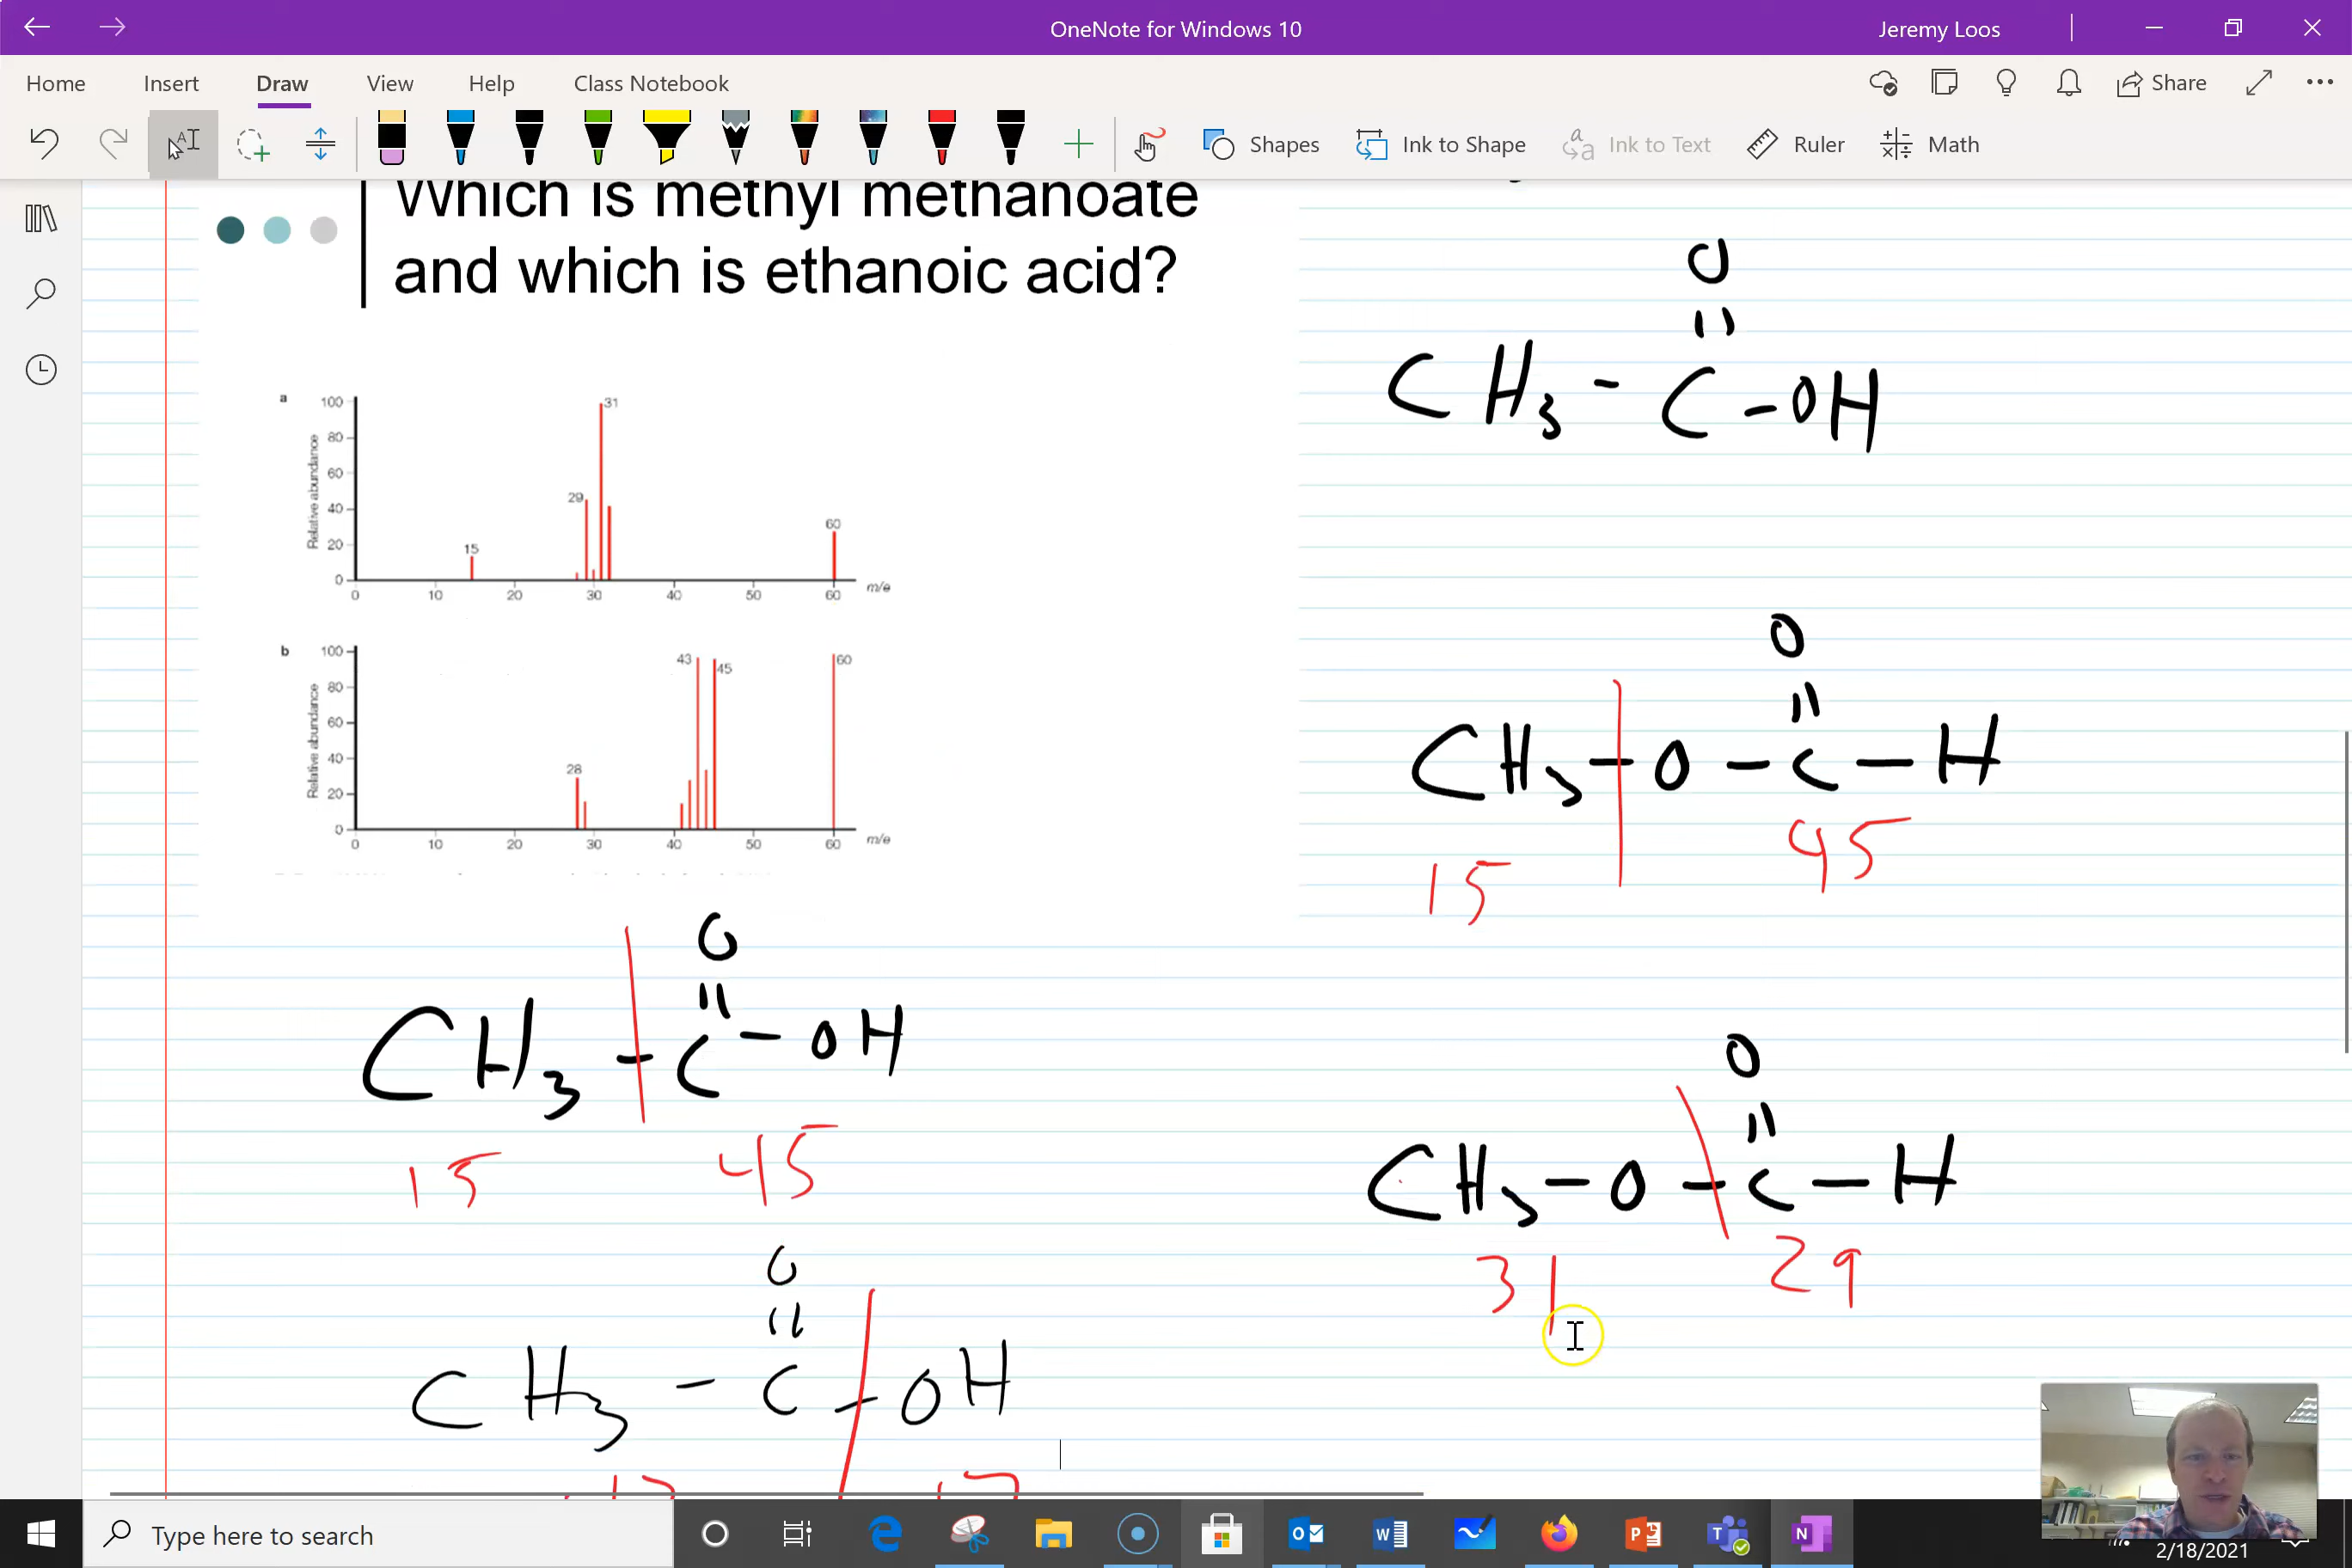 OneNote for Windows 10
Jeremy Loos
Home Insert Draw View Help Class Notebook
Share
Shapes Ink to Shape Ink to Text Ruler Math
Which is methyl methanoate
and which is ethanoic acid?
a
Relative abundance
100
80
60
40
20
0
15
29
31
60
0 10 20 30 40 50 60 m/e
b
Relative abundance
100
80
60
40
20
0
28
43
45
60
0 10 20 30 40 50 60 m/e
O
CH3 - C - OH
15 45
O
CH3 - C - OH
17
O
CH3 - C - OH
O
CH3 - O - C - H
15 45
O
CH3 - O - C - H
31 29
Type here to search
2/18/2021